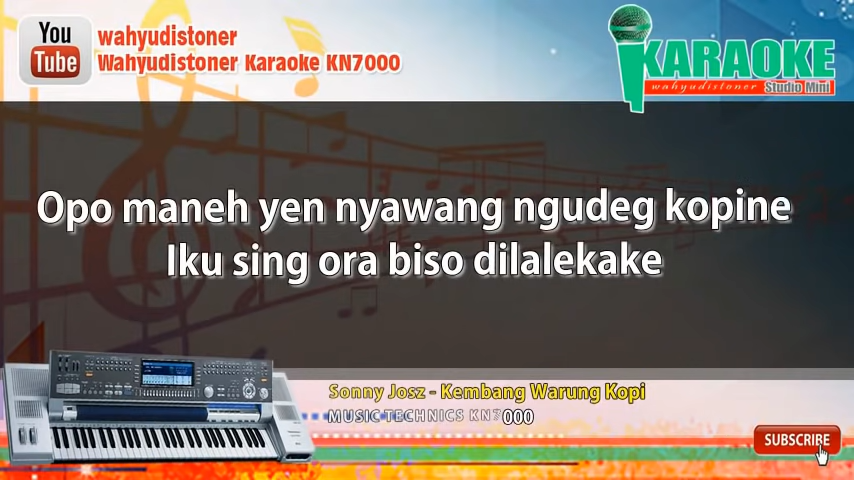 You
Tube
wahyudistoner
Wahyudistoner Karaoke KN7000
KARAOKE
wahyudistoner Studio Mini
Opo maneh yen nyawang ngudeg kopine
Iku sing ora biso dilalekake
Sonny Josz - Kembang Warung Kopi
MUSIC TECHNICS KN7000
SUBSCRIBE